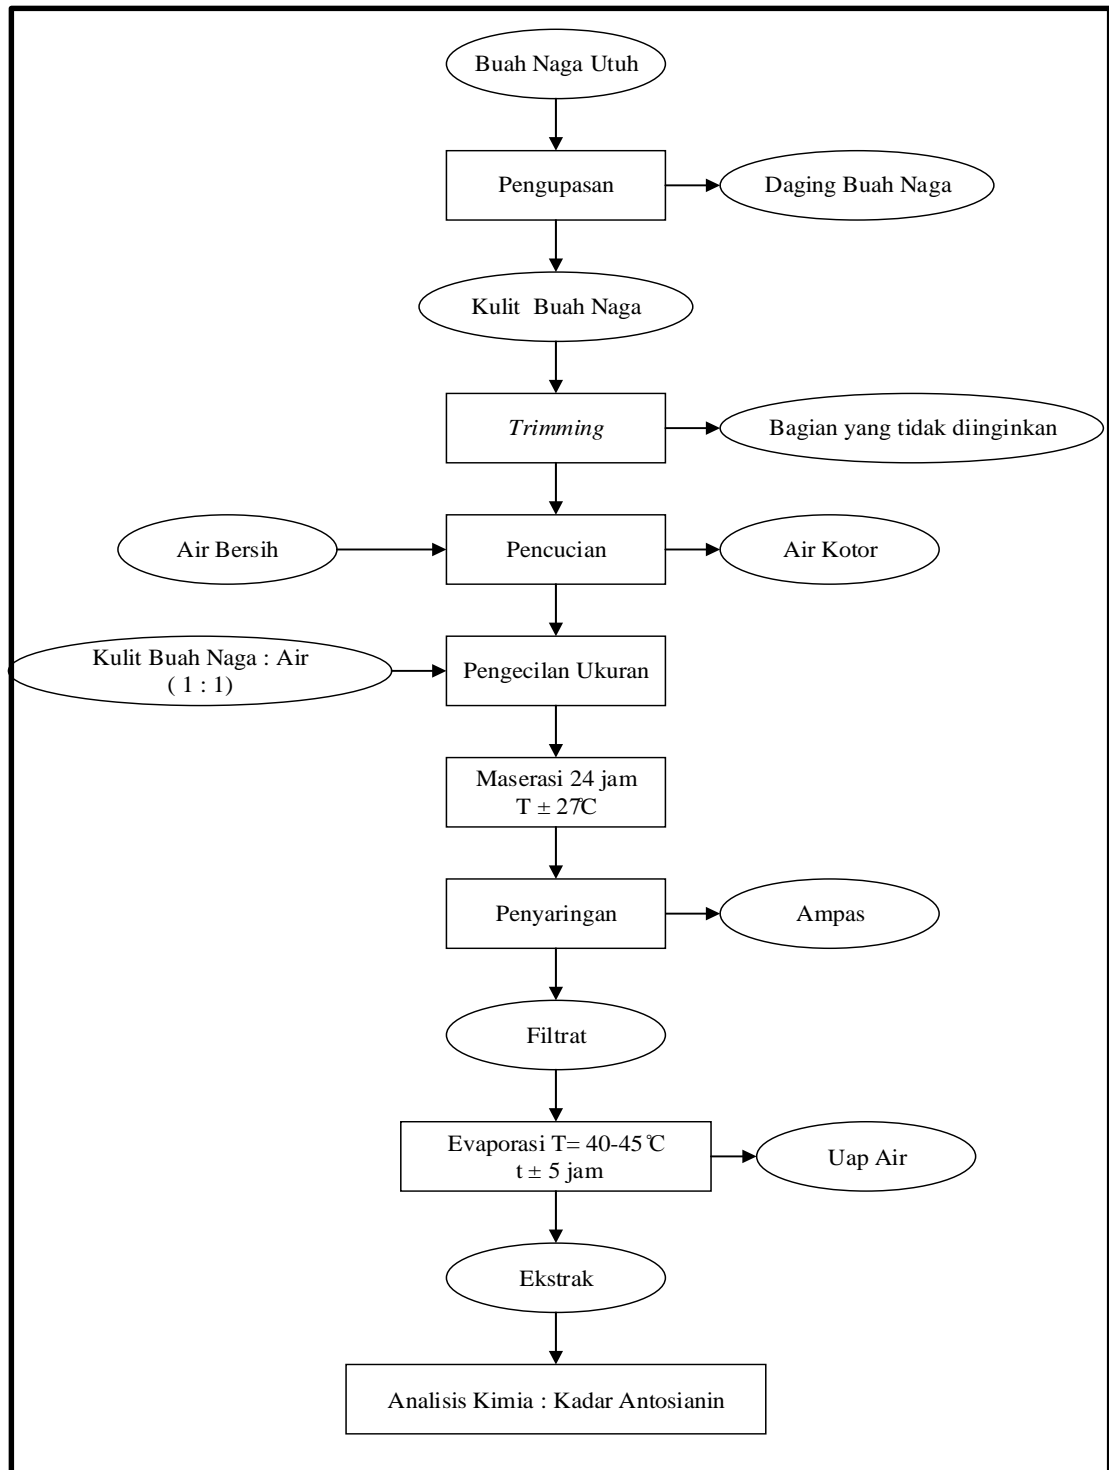 Buah Naga Utuh
Pengupasan
Daging Buah Naga
Kulit Buah Naga
Trimming
Bagian yang tidak diinginkan
Air Bersih
Pencucian
Air Kotor
Kulit Buah Naga : Air
( 1 : 1)
Pengecilan Ukuran
Maserasi 24 jam
T ± 27℃
Penyaringan
Ampas
Filtrat
Evaporasi T= 40-45℃
t ± 5 jam
Uap Air
Ekstrak
Analisis Kimia : Kadar Antosianin